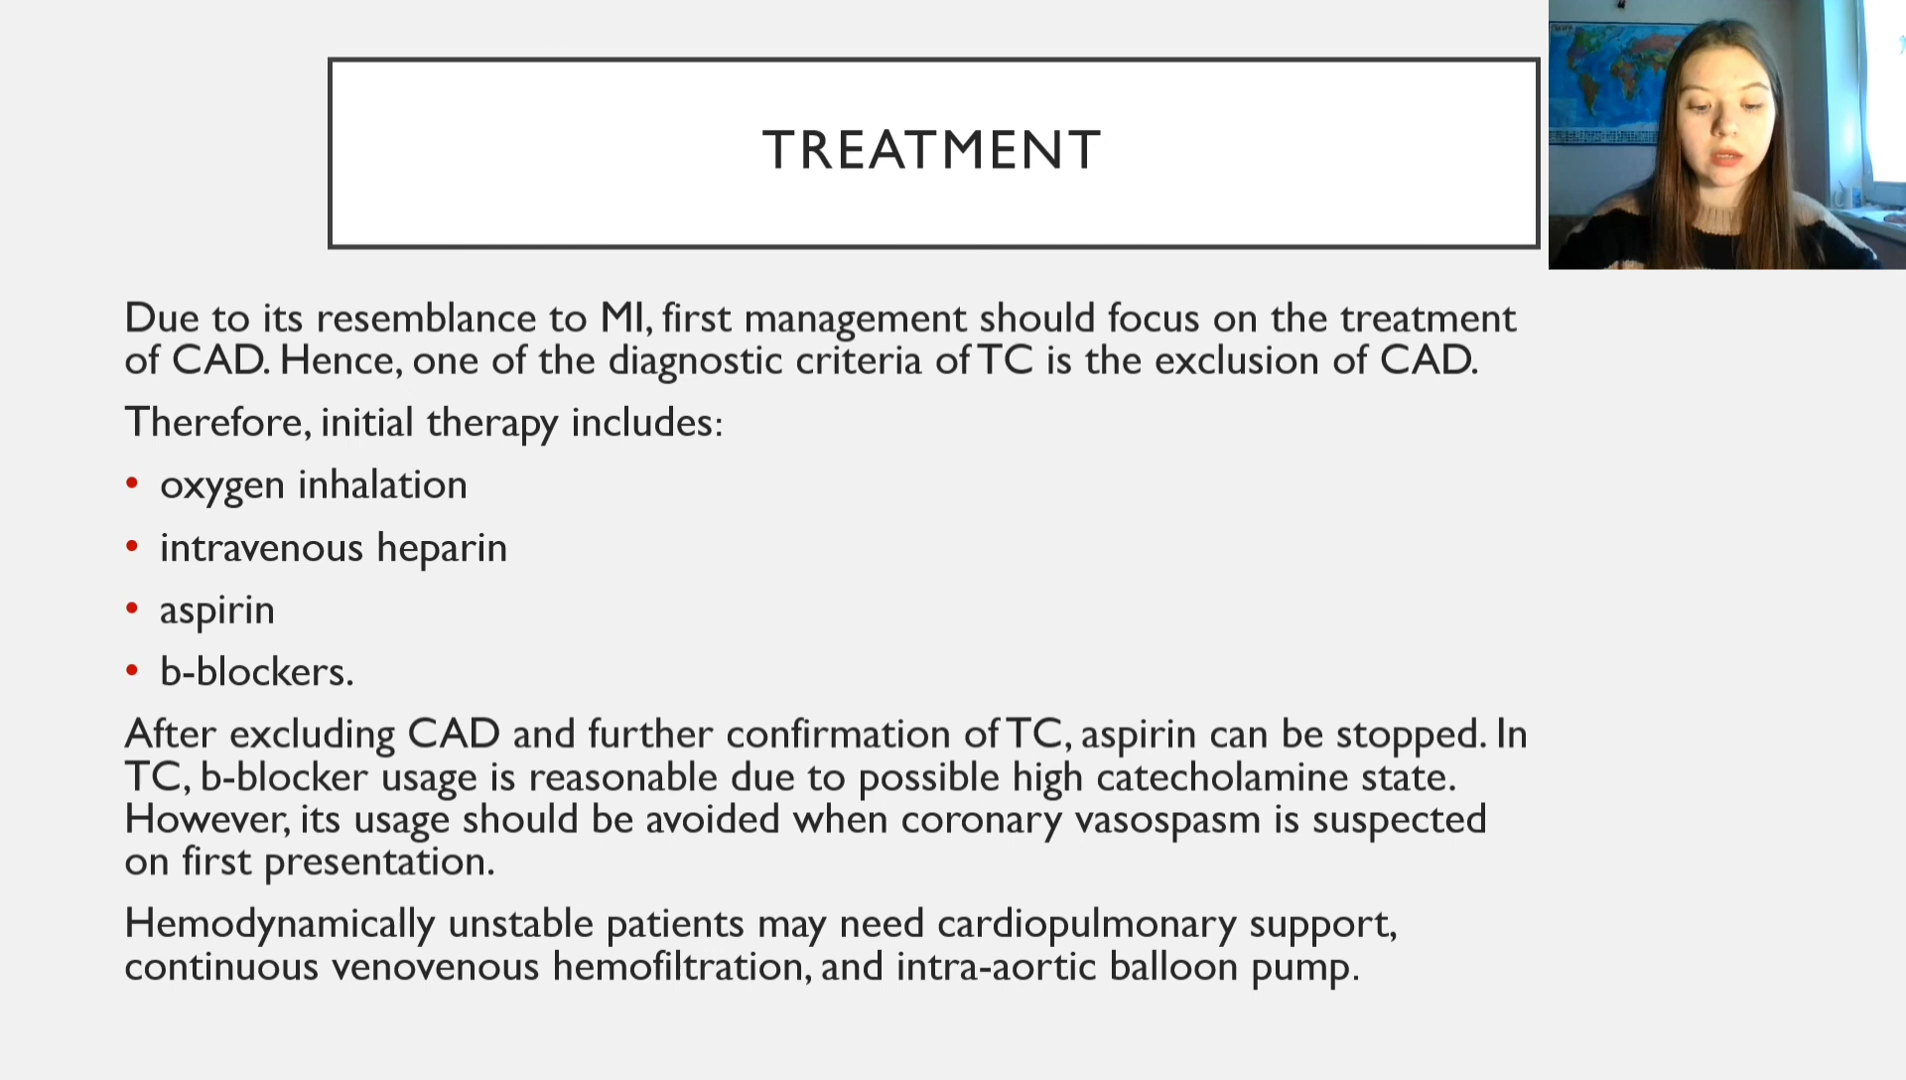 TREATMENT
Due to its resemblance to MI, first management should focus on the treatment
of CAD. Hence, one of the diagnostic criteria of TC is the exclusion of CAD.
Therefore, initial therapy includes:
• oxygen inhalation
• intravenous heparin
• aspirin
• b-blockers.
After excluding CAD and further confirmation of TC, aspirin can be stopped. In
TC, b-blocker usage is reasonable due to possible high catecholamine state.
However, its usage should be avoided when coronary vasospasm is suspected
on first presentation.
Hemodynamically unstable patients may need cardiopulmonary support,
continuous venovenous hemofiltration, and intra-aortic balloon pump.